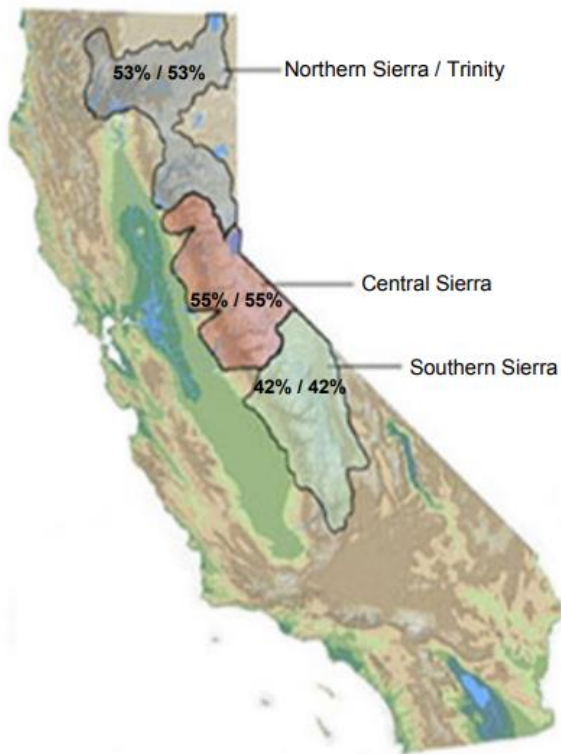 53% / 53%
Northern Sierra / Trinity
Central Sierra
55% / 55%
Southern Sierra
42% / 42%